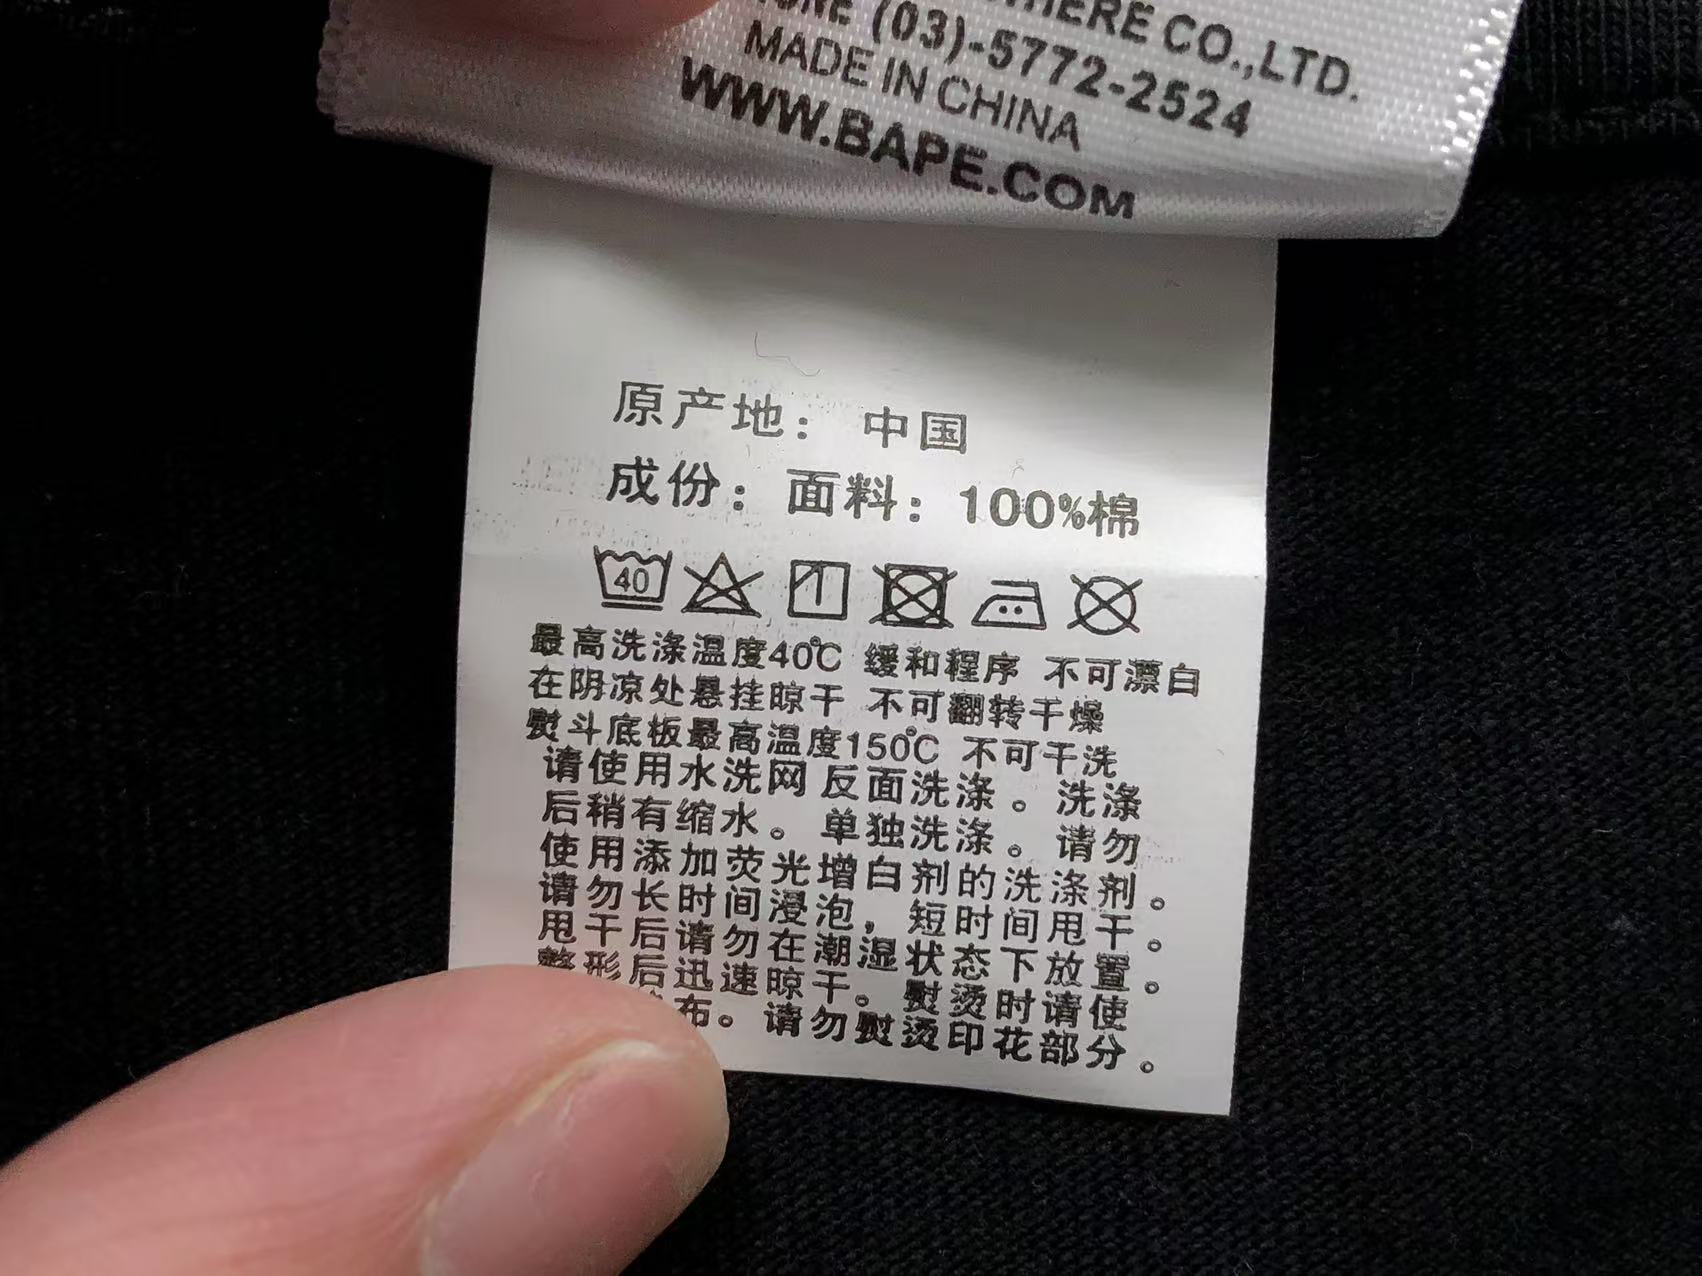 HERE CO.,LTD.
(03)-5772-2524
MADE IN CHINA
WWW.BAPE.COM
原产地： 中国
成份：面料：100%棉
40
最高洗涤温度40℃ 缓和程序 不可漂白
在阴凉处悬挂晾干 不可翻转干燥
熨斗底板最高温度150℃ 不可干洗
请使用水洗网反面洗涤。洗涤
后稍有缩水。单独洗涤。请勿
使用添加荧光增白剂的洗涤剂。
请勿长时间浸泡，短时间甩干。
甩干后请勿在潮湿状态下放置。
整形后迅速晾干。熨烫时请使
布。请勿熨烫印花部分。